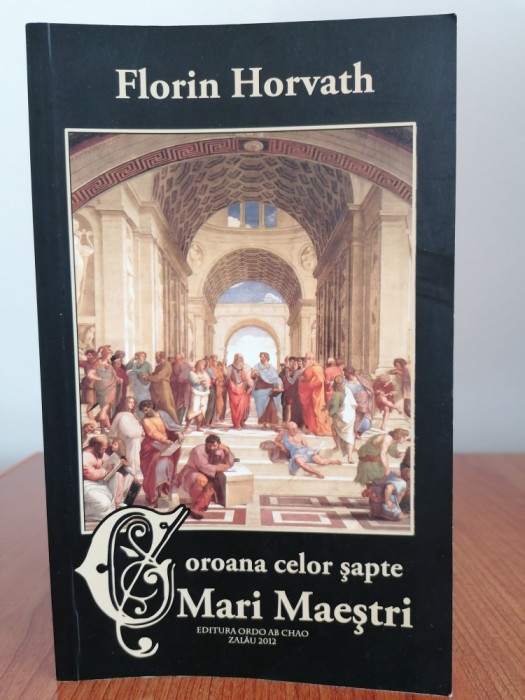 Florin Horvath
Coroana celor şapte
Mari Maeştri
EDITURA ORDO AB CHAO
ZALĂU 2012